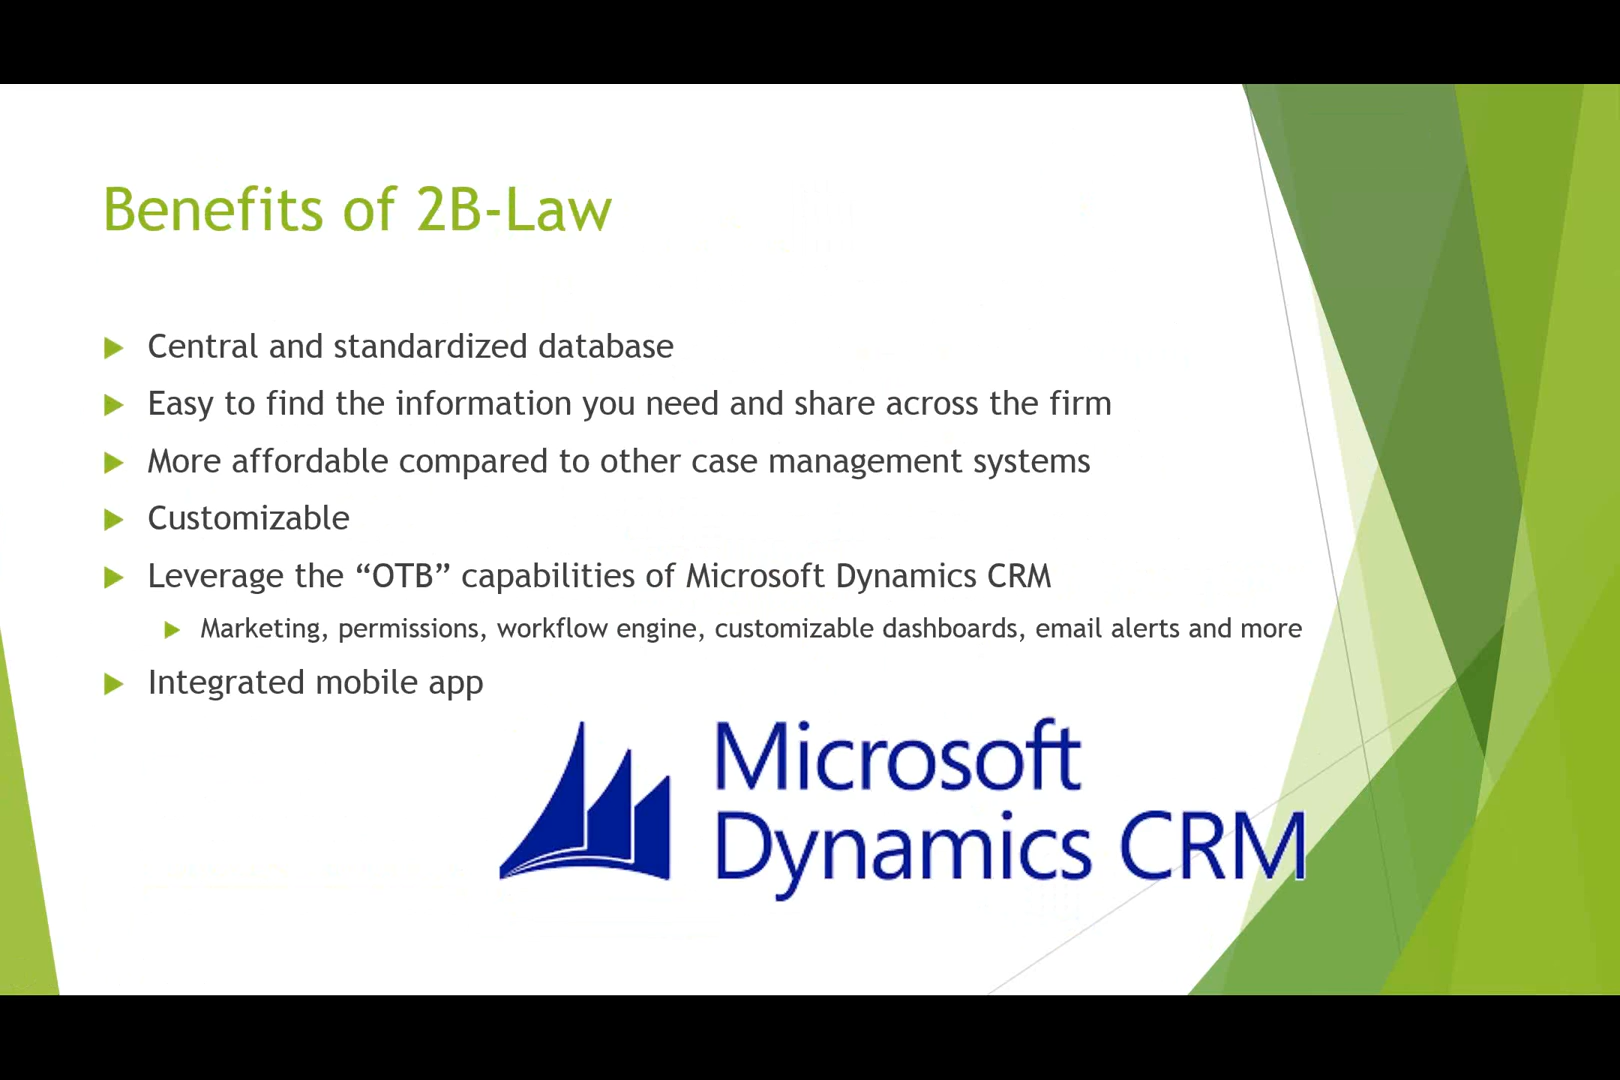 Benefits of 2B-Law
Central and standardized database
Easy to find the information you need and share across the firm
More affordable compared to other case management systems
Customizable
Leverage the “OTB” capabilities of Microsoft Dynamics CRM
Marketing, permissions, workflow engine, customizable dashboards, email alerts and more
Integrated mobile app
Microsoft
Dynamics CRM